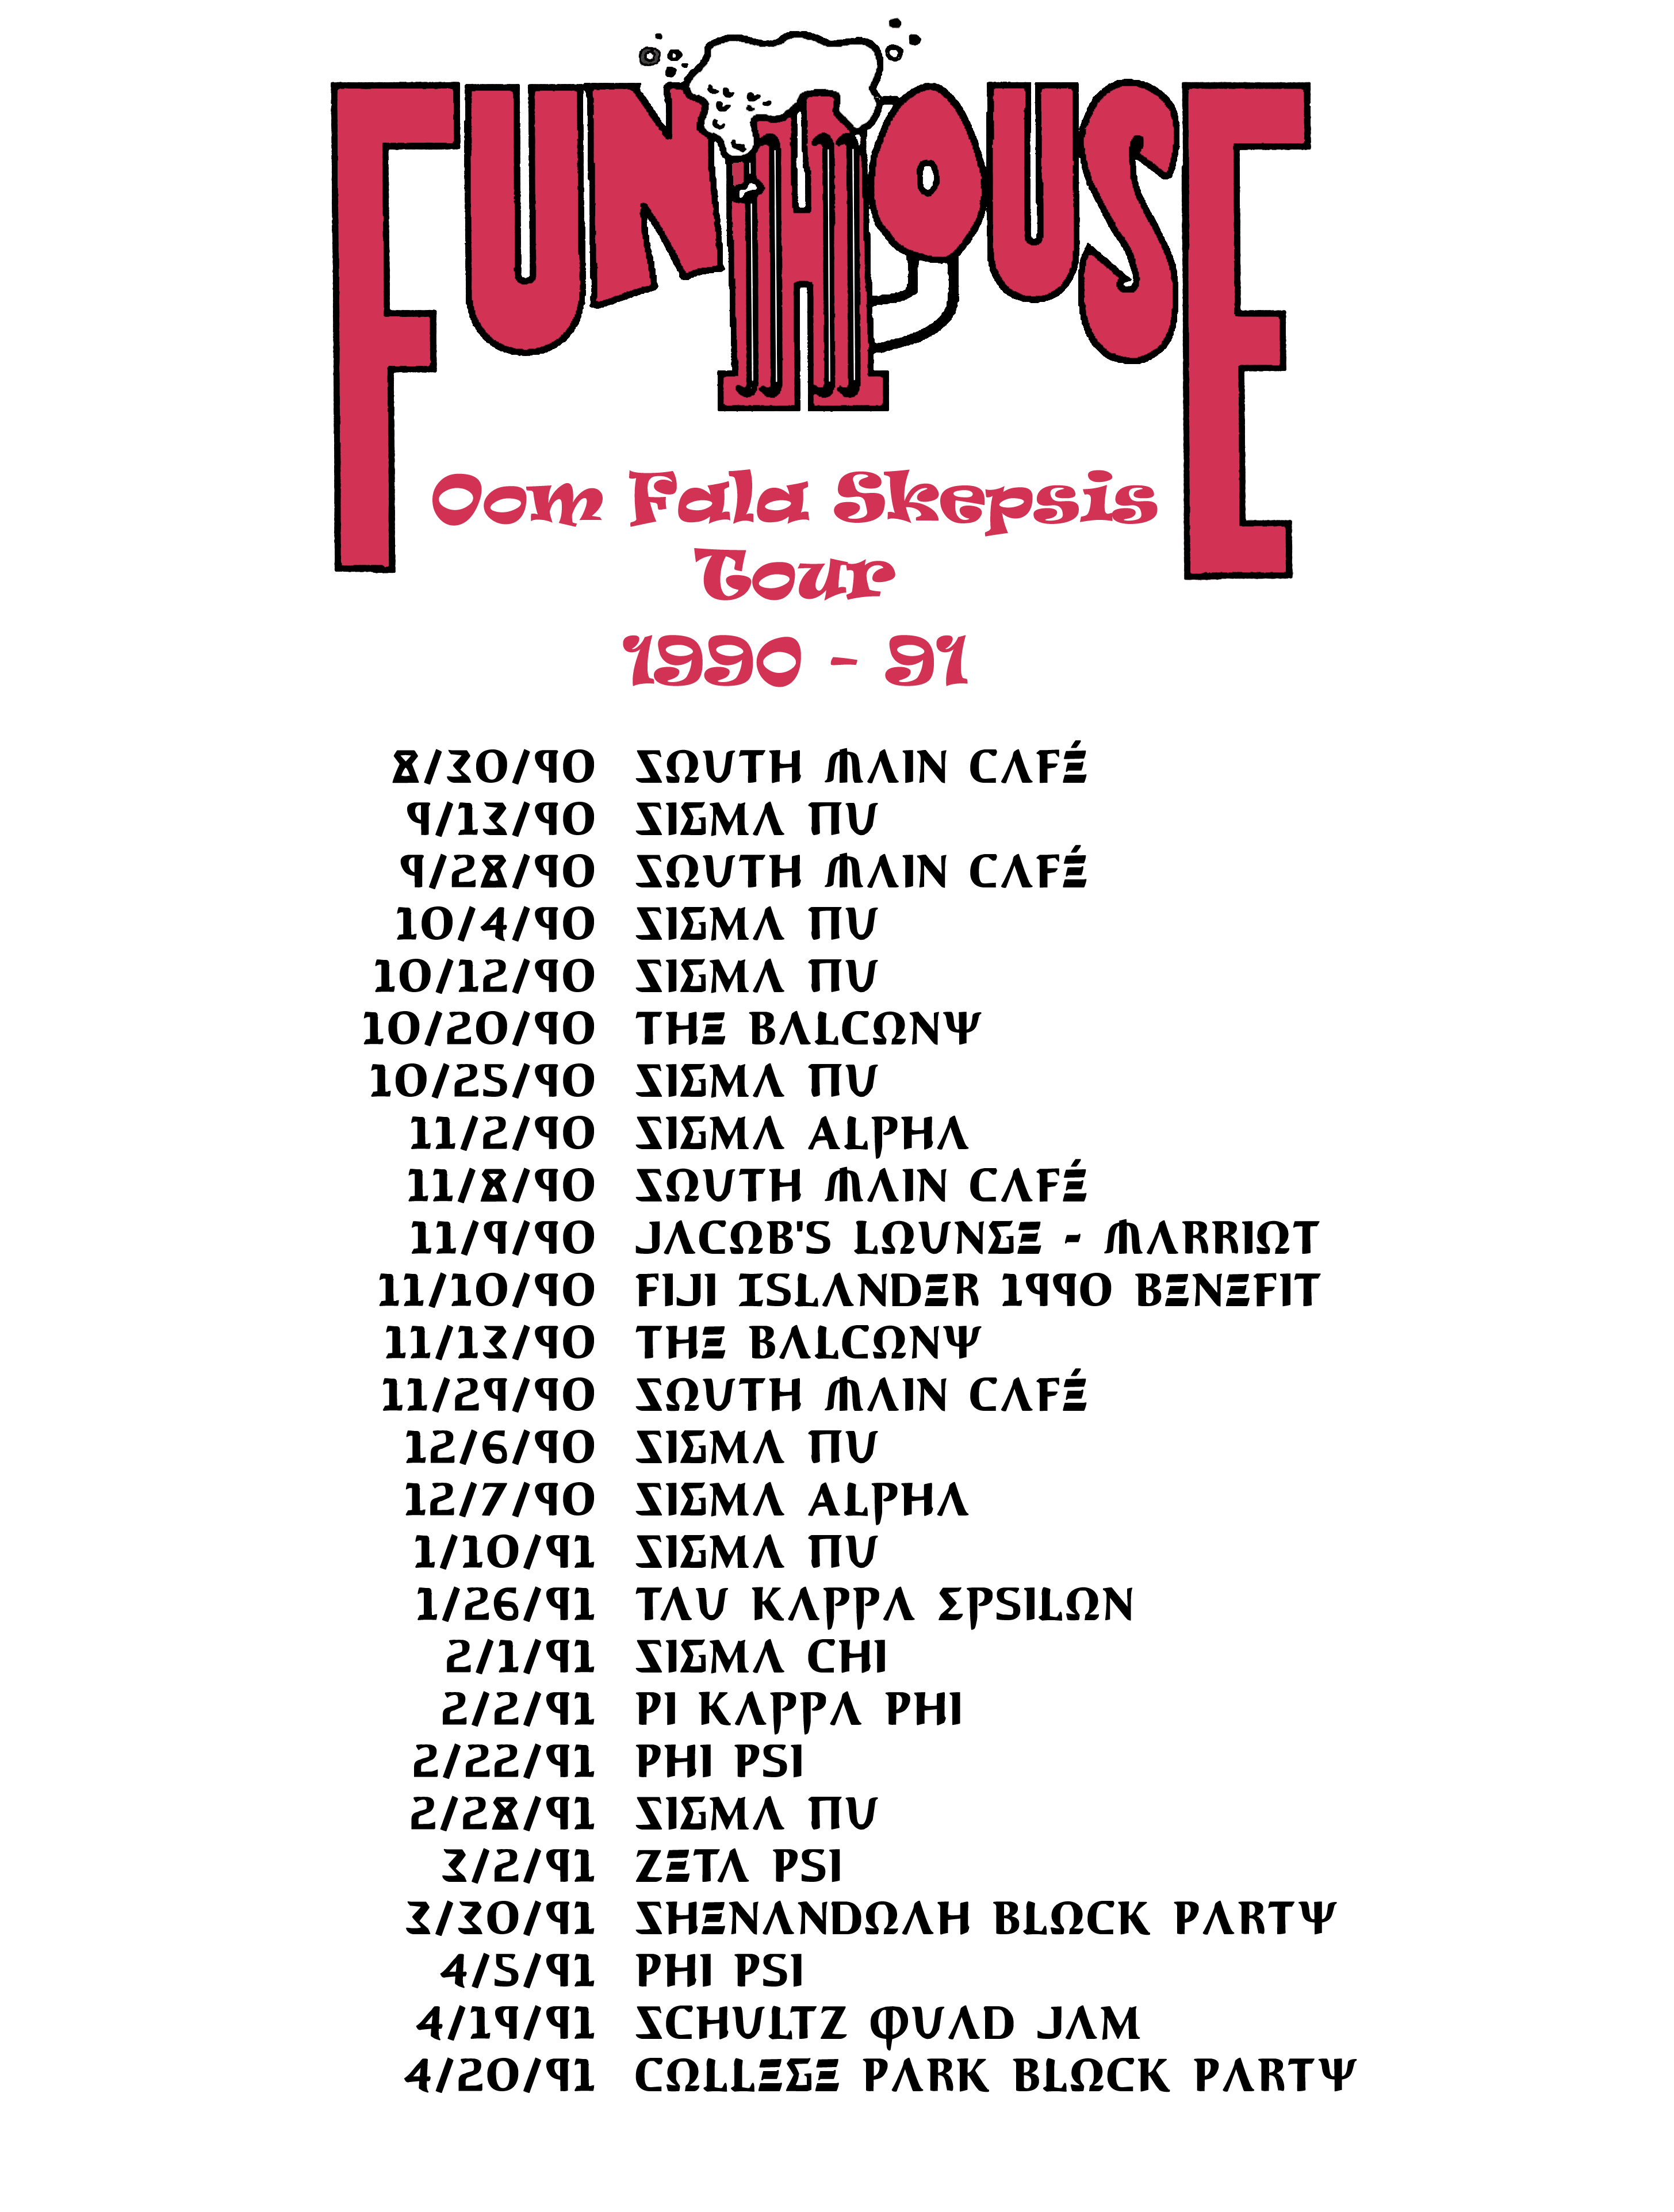 FUNHOUSE
Oom Fala Skepsis
Tour
1990 - 91
8/30/90 SOUTH MAIN CAFÉ
9/13/90 SIGMA NU
9/28/90 SOUTH MAIN CAFÉ
10/4/90 SIGMA NU
10/12/90 SIGMA NU
10/20/90 THE BALCONY
10/25/90 SIGMA NU
11/2/90 SIGMA ALPHA
11/8/90 SOUTH MAIN CAFÉ
11/9/90 JACOB'S LOUNGE - MARRIOT
11/10/90 FIJI ISLANDER 1990 BENEFIT
11/13/90 THE BALCONY
11/29/90 SOUTH MAIN CAFÉ
12/6/90 SIGMA NU
12/7/90 SIGMA ALPHA
1/10/91 SIGMA NU
1/26/91 TAU KAPPA EPSILON
2/1/91 SIGMA CHI
2/2/91 PI KAPPA PHI
2/22/91 PHI PSI
2/28/91 SIGMA NU
3/2/91 ZETA PSI
3/30/91 SHENANDOAH BLOCK PARTY
4/5/91 PHI PSI
4/19/91 SCHULTZ QUAD JAM
4/20/91 COLLEGE PARK BLOCK PARTY